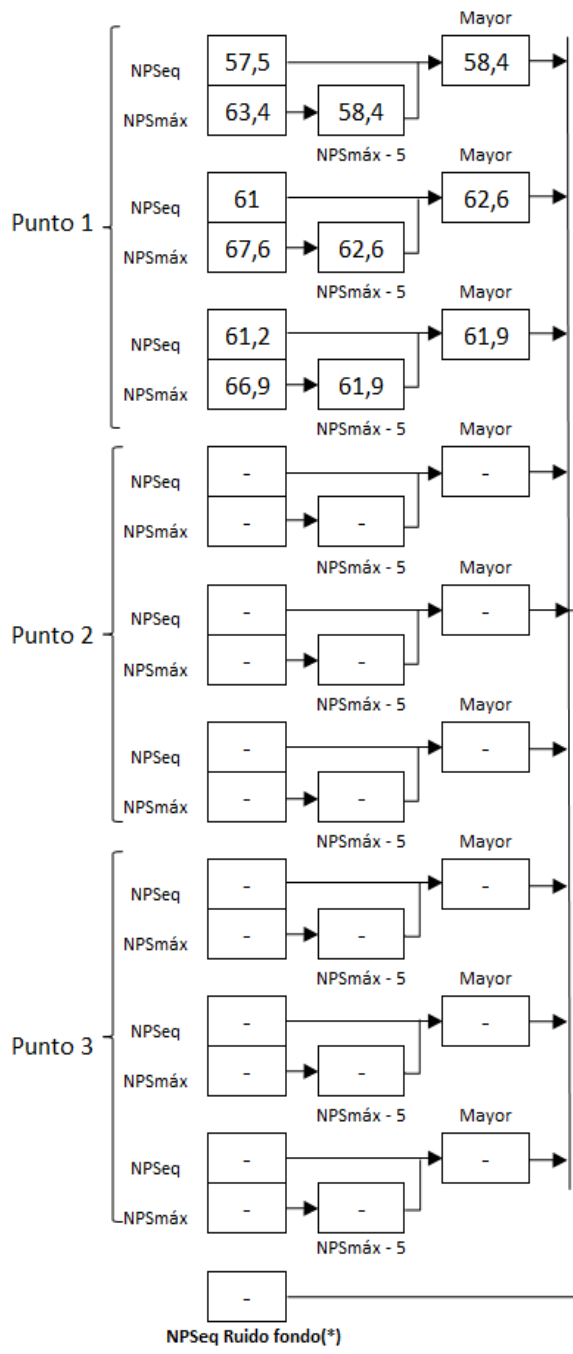 Mayor
NPSeq 57,5 58,4
NPSmáx 63,4 58,4
NPSmáx - 5 Mayor
Punto 1
NPSeq 61 62,6
NPSmáx 67,6 62,6
NPSmáx - 5 Mayor
NPSeq 61,2 61,9
NPSmáx 66,9 61,9
NPSmáx - 5
Mayor
NPSeq - -
NPSmáx - -
NPSmáx - 5 Mayor
Punto 2
NPSeq - -
NPSmáx - -
NPSmáx - 5 Mayor
NPSeq - -
NPSmáx - -
NPSmáx - 5
Mayor
NPSeq - -
NPSmáx - -
NPSmáx - 5 Mayor
Punto 3
NPSeq - -
NPSmáx - -
NPSmáx - 5 Mayor
NPSeq - -
NPSmáx - -
NPSmáx - 5
-
NPSeq Ruido fondo(*)